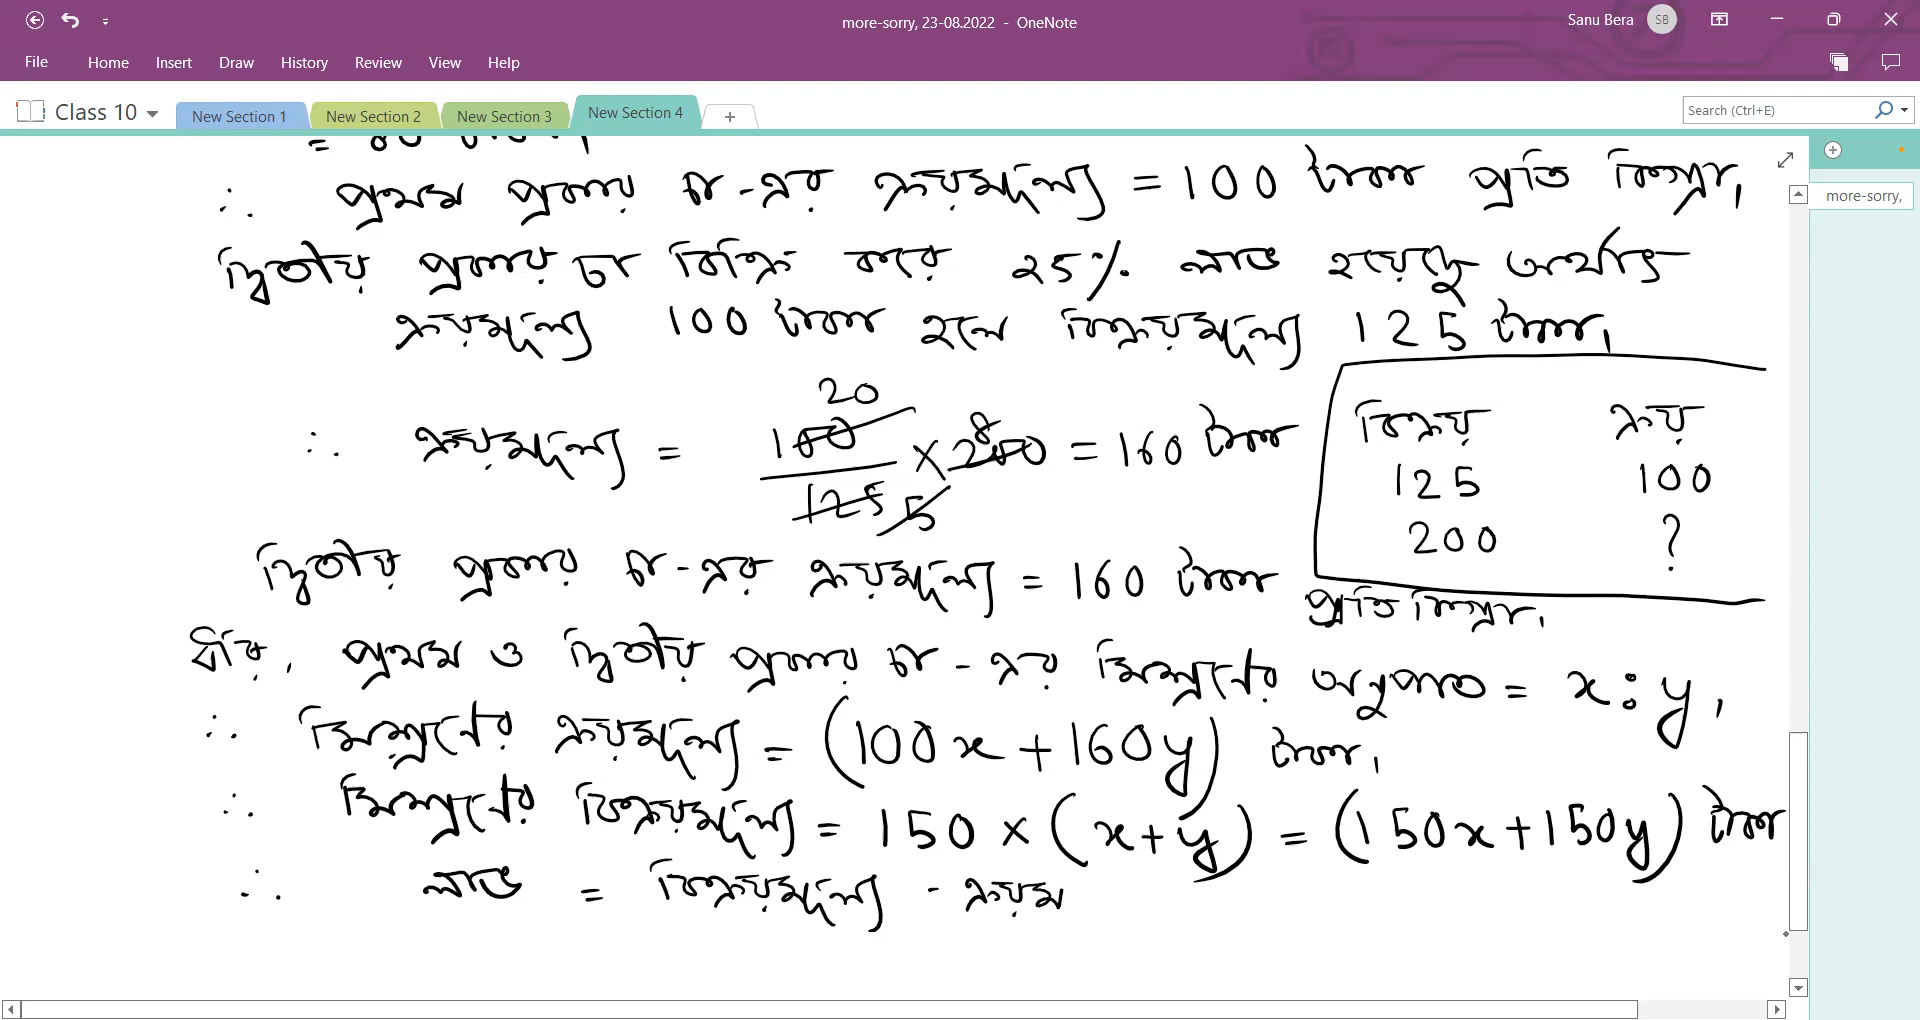 more-sorry, 23-08.2022 - OneNote
Sanu Bera
SB
File Home Insert Draw History Review View Help
Class 10
New Section 1
New Section 2
New Section 3
New Section 4
+
Search (Ctrl+E)
more-sorry,
∴ প্রথম প্রকার চা-এর ক্রয়মূল্য = 100 টাকা প্রতি কিগ্রা,
দ্বিতীয় প্রকার চা বিক্রি করে 25% লাভ হয়েছে অর্থাৎ
ক্রয়মূল্য 100 টাকা হলে বিক্রয়মূল্য 125 টাকা,
20
∴ ক্রয়মূল্য = 100/125 × 200 = 160 টাকা
8
5
বিক্রয় ক্রয়
125 100
200 ?
দ্বিতীয় প্রকার চা-এর ক্রয়মূল্য = 160 টাকা
প্রতি কিগ্রা,
ধরি, প্রথম ও দ্বিতীয় প্রকার চা-এর মিশ্রণের অনুপাত = x : y,
∴ মিশ্রণের ক্রয়মূল্য = (100x + 160y) টাকা,
∴ মিশ্রণের বিক্রয়মূল্য = 150 × (x + y) = (150x + 150y) টাকা
∴ লাভ = বিক্রয়মূল্য - ক্রয়ম